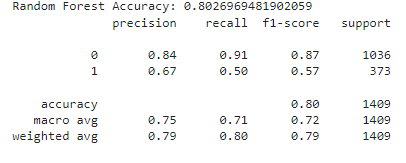 Random Forest Accuracy: 0.8026969481902059
precision recall f1-score support
0 0.84 0.91 0.87 1036
1 0.67 0.50 0.57 373
accuracy 0.80 1409
macro avg 0.75 0.71 0.72 1409
weighted avg 0.79 0.80 0.79 1409